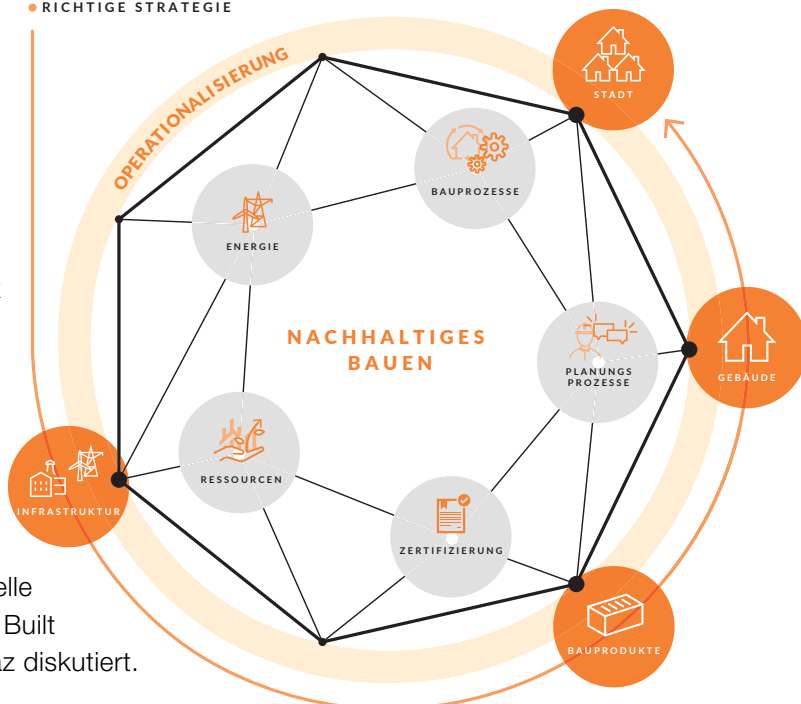 RICHTIGE STRATEGIE
OPERATIONALISIERUNG
STADT
BAUPROZESSE
ENERGIE
NACHHALTIGES
BAUEN
PLANUNGS
PROZESSE
GEBÄUDE
RESSOURCEN
INFRASTRUKTUR
ZERTIFIZIERUNG
elle
Built
az diskutiert.
BAUPRODUKTE